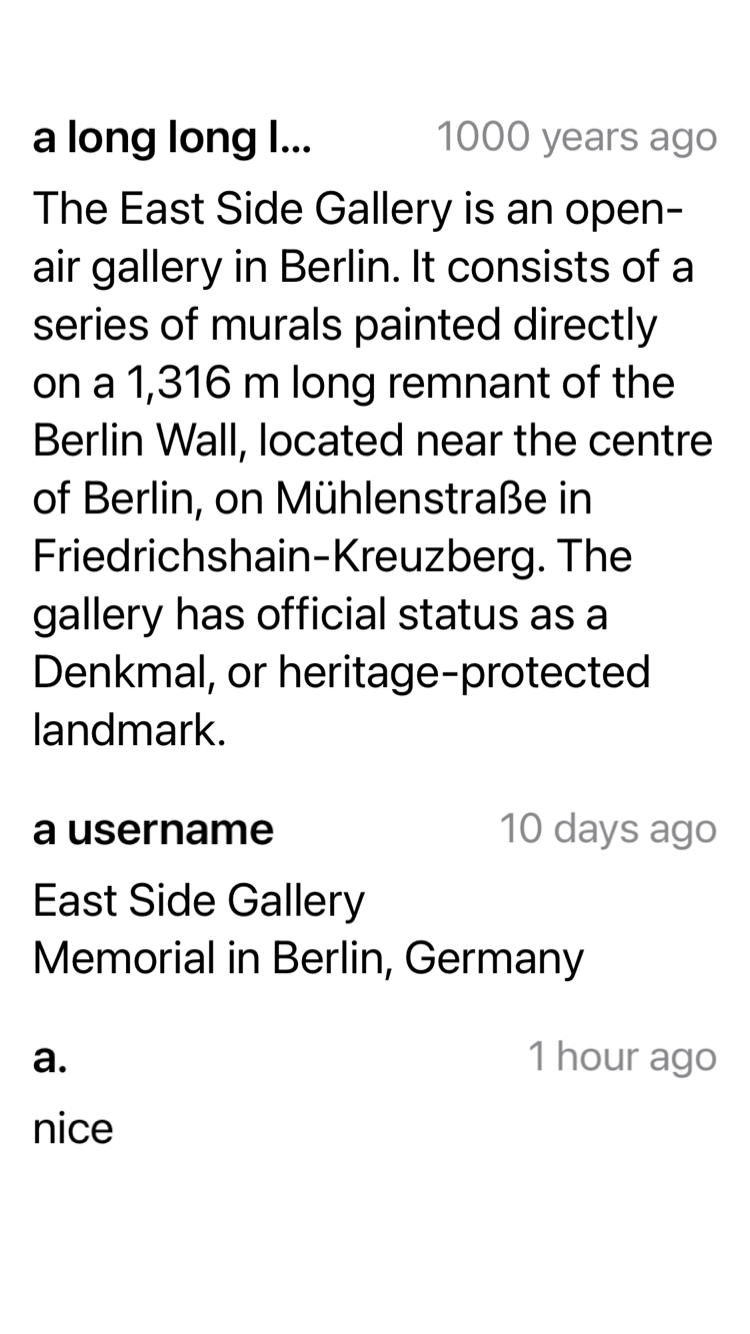 a long long l...
1000 years ago
The East Side Gallery is an open-
air gallery in Berlin. It consists of a
series of murals painted directly
on a 1,316 m long remnant of the
Berlin Wall, located near the centre
of Berlin, on Mühlenstraße in
Friedrichshain-Kreuzberg. The
gallery has official status as a
Denkmal, or heritage-protected
landmark.
a username
10 days ago
East Side Gallery
Memorial in Berlin, Germany
a.
1 hour ago
nice